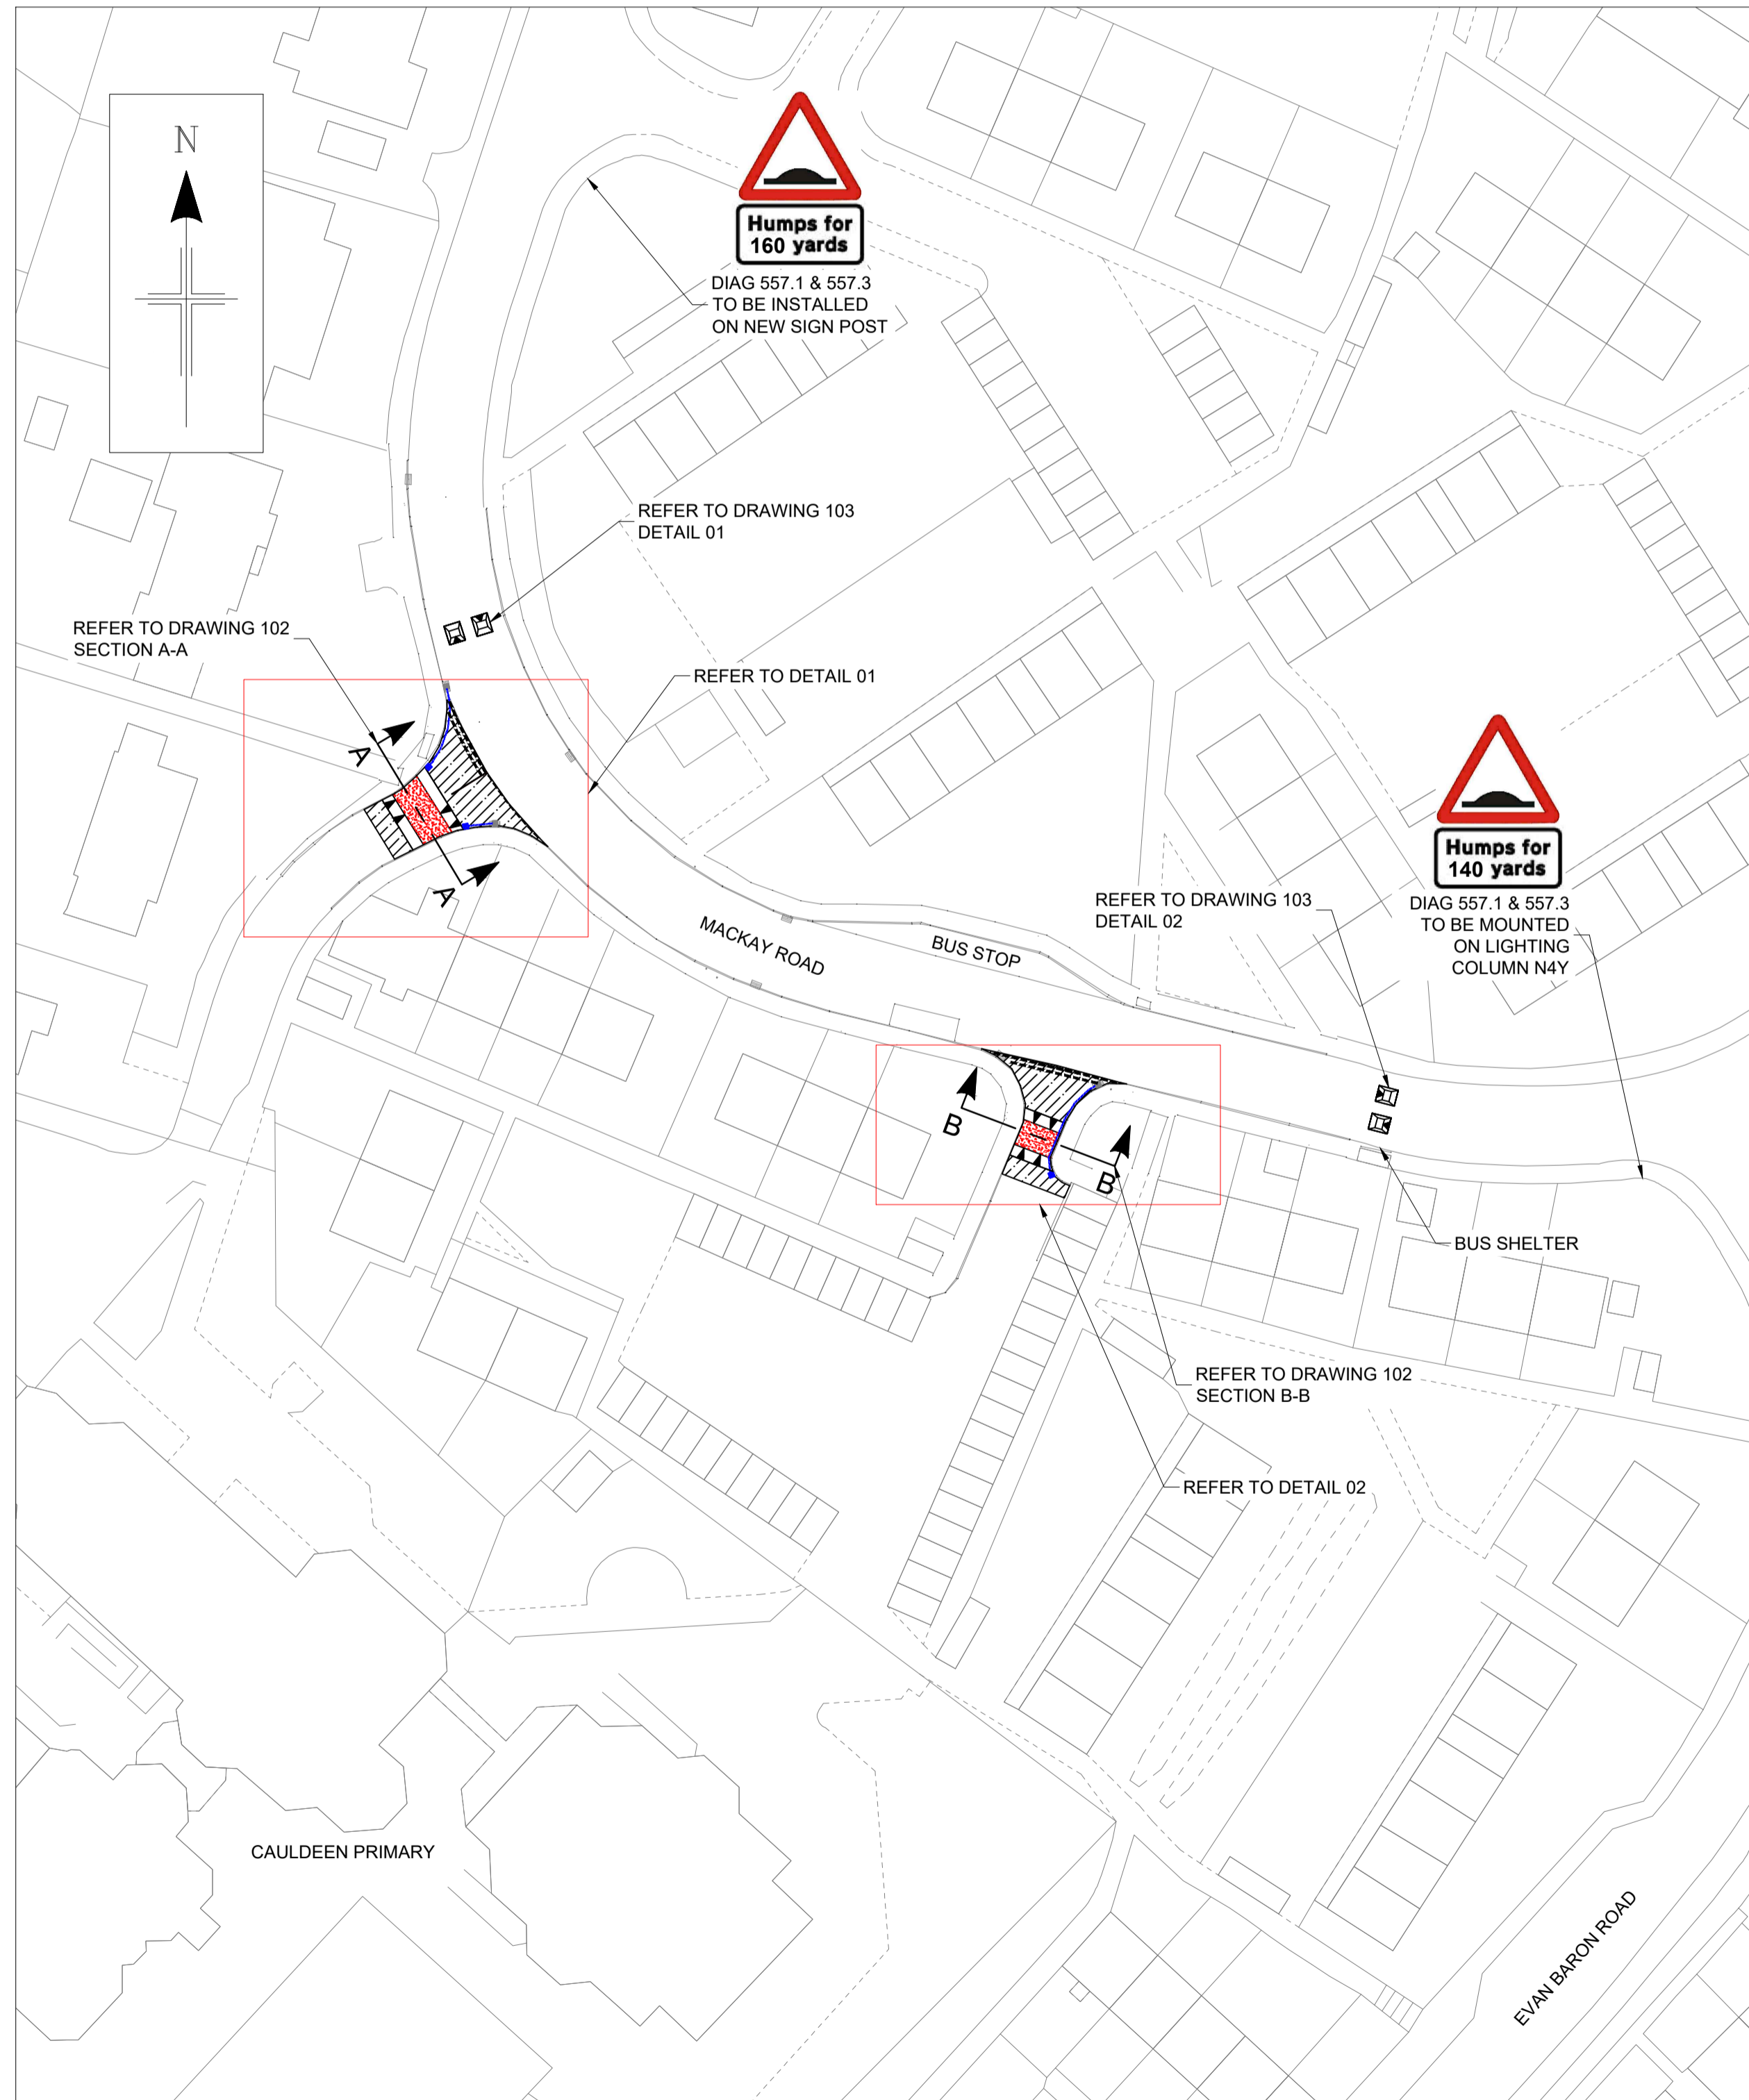 N
Humps for
160 yards
DIAG 557.1 & 557.3
TO BE INSTALLED
ON NEW SIGN POST
REFER TO DRAWING 103
DETAIL 01
REFER TO DRAWING 102
SECTION A-A
REFER TO DETAIL 01
A
A
Humps for
140 yards
DIAG 557.1 & 557.3
TO BE MOUNTED
ON LIGHTING
COLUMN N4Y
REFER TO DRAWING 103
DETAIL 02
MACKAY ROAD
BUS STOP
B
B
BUS SHELTER
REFER TO DRAWING 102
SECTION B-B
REFER TO DETAIL 02
CAULDEEN PRIMARY
EVAN BARON ROAD